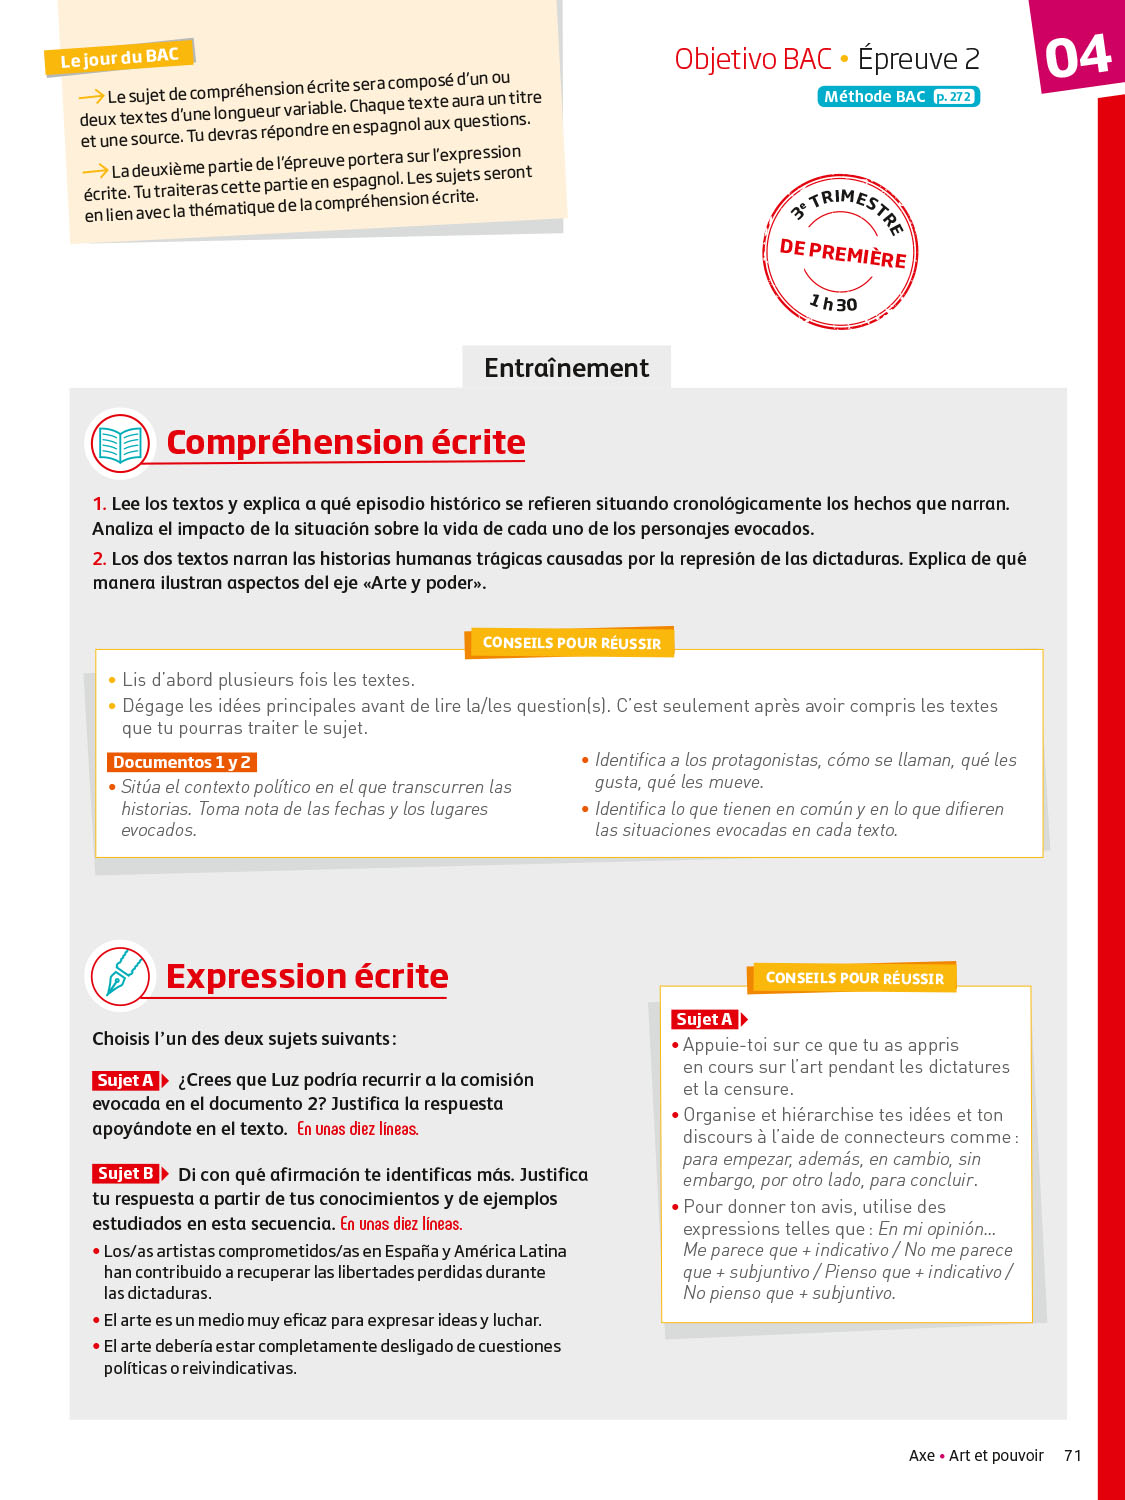 Le jour du BAC
Le sujet de compréhension écrite sera composé d'un ou
deux textes d'une longueur variable. Chaque texte aura un titre
et une source. Tu devras répondre en espagnol aux questions.
La deuxième partie de l'épreuve portera sur l'expression
écrite. Tu traiteras cette partie en espagnol. Les sujets seront
en lien avec la thématique de la compréhension écrite.
Objetivo BAC • Épreuve 2
Méthode BAC p. 272
04
3e TRIMESTRE
DE PREMIÈRE
1 h 30
Entraînement
Compréhension écrite
1. Lee los textos y explica a qué episodio histórico se refieren situando cronológicamente los hechos que narran.
Analiza el impacto de la situación sobre la vida de cada uno de los personajes evocados.
2. Los dos textos narran las historias humanas trágicas causadas por la represión de las dictaduras. Explica de qué
manera ilustran aspectos del eje «Arte y poder».
CONSEILS POUR RÉUSSIR
• Lis d'abord plusieurs fois les textes.
• Dégage les idées principales avant de lire la/les question(s). C'est seulement après avoir compris les textes
que tu pourras traiter le sujet.
Documentos 1 y 2
• Sitúa el contexto político en el que transcurren las
historias. Toma nota de las fechas y los lugares
evocados.
• Identifica a los protagonistas, cómo se llaman, qué les
gusta, qué les mueve.
• Identifica lo que tienen en común y en lo que difieren
las situaciones evocadas en cada texto.
Expression écrite
Choisis l'un des deux sujets suivants :
Sujet A ¿Crees que Luz podría recurrir a la comisión
evocada en el documento 2? Justifica la respuesta
apoyándote en el texto. En unas diez líneas.
Sujet B Di con qué afirmación te identificas más. Justifica
tu respuesta a partir de tus conocimientos y de ejemplos
estudiados en esta secuencia. En unas diez líneas.
• Los/as artistas comprometidos/as en España y América Latina
han contribuido a recuperar las libertades perdidas durante
las dictaduras.
• El arte es un medio muy eficaz para expresar ideas y luchar.
• El arte debería estar completamente desligado de cuestiones
políticas o reivindicativas.
CONSEILS POUR RÉUSSIR
Sujet A
• Appuie-toi sur ce que tu as appris
en cours sur l'art pendant les dictatures
et la censure.
• Organise et hiérarchise tes idées et ton
discours à l'aide de connecteurs comme :
para empezar, además, en cambio, sin
embargo, por otro lado, para concluir.
• Pour donner ton avis, utilise des
expressions telles que : En mi opinión...
Me parece que + indicativo / No me parece
que + subjuntivo / Pienso que + indicativo /
No pienso que + subjuntivo.
Axe • Art et pouvoir 71